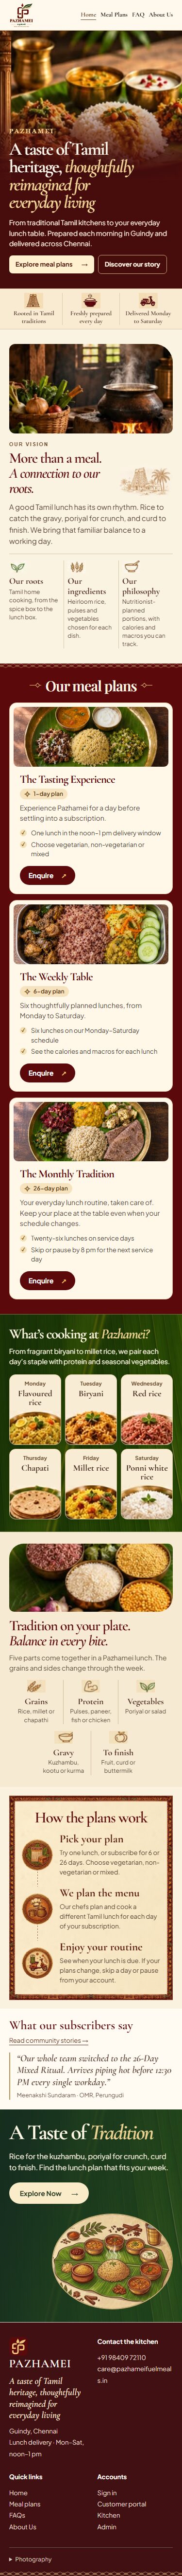 Home Meal Plans FAQ About Us
PAZHAMEI
A taste of Tamil
heritage, thoughtfully
reimagined for
everyday living
From traditional Tamil kitchens to your everyday
lunch table. Prepared each morning in Guindy and
delivered across Chennai.
Explore meal plans →
Discover our story
Rooted in Tamil
traditions
Freshly prepared
every day
Delivered Monday
to Saturday
OUR VISION
More than a meal.
A connection to our
roots.
A good Tamil lunch has its own rhythm. Rice to
catch the gravy, poriyal for crunch, and curd to
finish. We bring that familiar balance to a
working day.
Our roots
Tamil home
cooking, from the
spice box to the
lunch box.
Our
ingredients
Heirloom rice,
pulses and
vegetables
chosen for each
dish.
Our
philosophy
Nutritionist-
planned
portions, with
calories and
macros you can
track.
Our meal plans
The Tasting Experience
1-day plan
Experience Pazhamei for a day before
settling into a subscription.
One lunch in the noon-1 pm delivery window
Choose vegetarian, non-vegetarian or
mixed
Enquire ↗
The Weekly Table
6-day plan
Six thoughtfully planned lunches, from
Monday to Saturday.
Six lunches on our Monday-Saturday
schedule
See the calories and macros for each lunch
Enquire ↗
The Monthly Tradition
26-day plan
Your everyday lunch routine, taken care of.
Keep your place at the table even when your
schedule changes.
Twenty-six lunches on service days
Skip or pause by 8 pm for the next service
day
Enquire ↗
What's cooking at Pazhamei?
From fragrant biryani to millet rice, we pair each
day's staple with protein and seasonal vegetables.
Monday
Flavoured
rice
Tuesday
Biryani
Wednesday
Red rice
Thursday
Chapati
Friday
Millet rice
Saturday
Ponni white
rice
Tradition on your plate.
Balance in every bite.
Five parts come together in a Pazhamei lunch. The
grains and sides change through the week.
Grains
Rice, millet or
chapathi
Protein
Pulses, paneer,
fish or chicken
Vegetables
Poriyal or salad
Gravy
Kuzhambu,
kootu or kurma
To finish
Fruit, curd or
buttermilk
How the plans work
Pick your plan
Try one lunch, or subscribe for 6 or
26 days. Choose vegetarian, non-
vegetarian or mixed.
We plan the menu
Our chefs plan and cook a
different Tamil lunch for each day
of your subscription.
Enjoy your routine
See when your lunch is due. If your
plans change, skip a day or pause
from your account.
What our subscribers say
Read community stories →
“Our whole team switched to the 26-Day
Mixed Ritual. Arrives piping hot before 12:30
PM every single workday.”
Meenakshi Sundaram · OMR, Perungudi
A Taste of Tradition
Rice for the kuzhambu, poriyal for crunch, curd
to finish. Find the lunch plan that fits your week.
Explore Now →
PAZHAMEI
A taste of Tamil
heritage, thoughtfully
reimagined for
everyday living
Guindy, Chennai
Lunch delivery · Mon–Sat,
noon–1 pm
Contact the kitchen
+91 98409 72110
care@pazhameifuelmeal
s.in
Quick links
Home
Meal plans
FAQs
About Us
Accounts
Sign in
Customer portal
Kitchen
Admin
▸ Photography